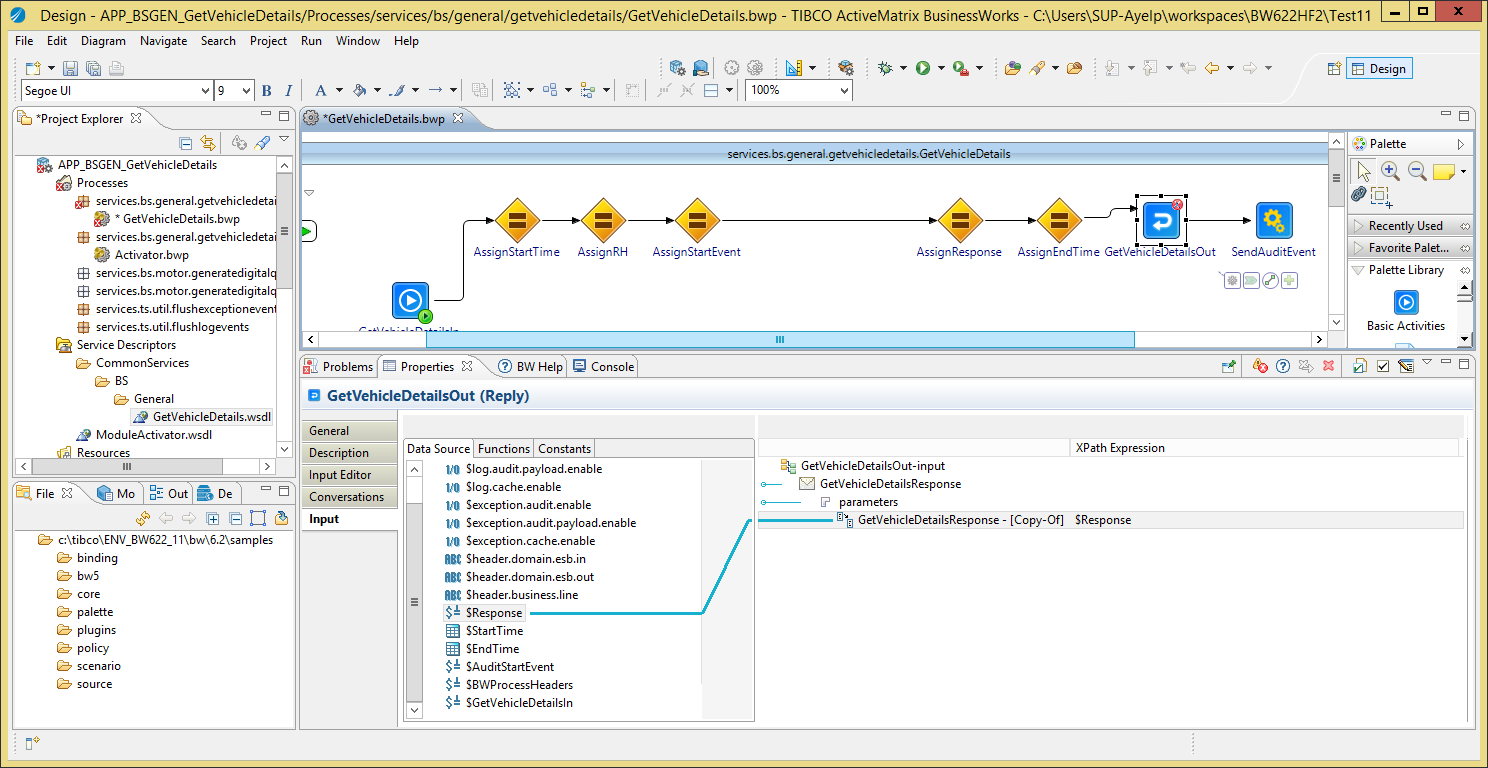 Design - APP_BSGEN_GetVehicleDetails/Processes/services/bs/general/getvehicledetails/GetVehicleDetails.bwp - TIBCO ActiveMatrix BusinessWorks - C:\Users\SUP-Ayelp\workspaces\BW622HF2\Test11
File Edit Diagram Navigate Search Project Run Window Help
Design
Segoe UI 9 B I A 100%
*Project Explorer
APP_BSGEN_GetVehicleDetails
Processes
services.bs.general.getvehicledetai
* GetVehicleDetails.bwp
services.bs.general.getvehicledetai
Activator.bwp
services.bs.motor.generatedigitalq
services.bs.motor.generatedigitalq
services.ts.util.flushexceptionevent
services.ts.util.flushlogevents
Service Descriptors
CommonServices
BS
General
GetVehicleDetails.wsdl
ModuleActivator.wsdl
Resources
File Mo Out De
c:\tibco\ENV_BW622_11\bw\6.2\samples
binding
bw5
core
palette
plugins
policy
scenario
source
*GetVehicleDetails.bwp
services.bs.general.getvehicledetails.GetVehicleDetails
AssignStartTime AssignRH AssignStartEvent AssignResponse AssignEndTime GetVehicleDetailsOut SendAuditEvent
GetVehicleDetailsIn
Palette
Recently Used
Favorite Palet...
Palette Library
Basic Activities
Problems Properties BW Help Console
GetVehicleDetailsOut (Reply)
General
Description
Input Editor
Conversations
Input
Data Source Functions Constants
$log.audit.payload.enable
$log.cache.enable
$exception.audit.enable
$exception.audit.payload.enable
$exception.cache.enable
$header.domain.esb.in
$header.domain.esb.out
$header.business.line
$Response
$StartTime
$EndTime
$AuditStartEvent
$BWProcessHeaders
$GetVehicleDetailsIn
XPath Expression
GetVehicleDetailsOut-input
GetVehicleDetailsResponse
parameters
GetVehicleDetailsResponse - [Copy-Of] $Response